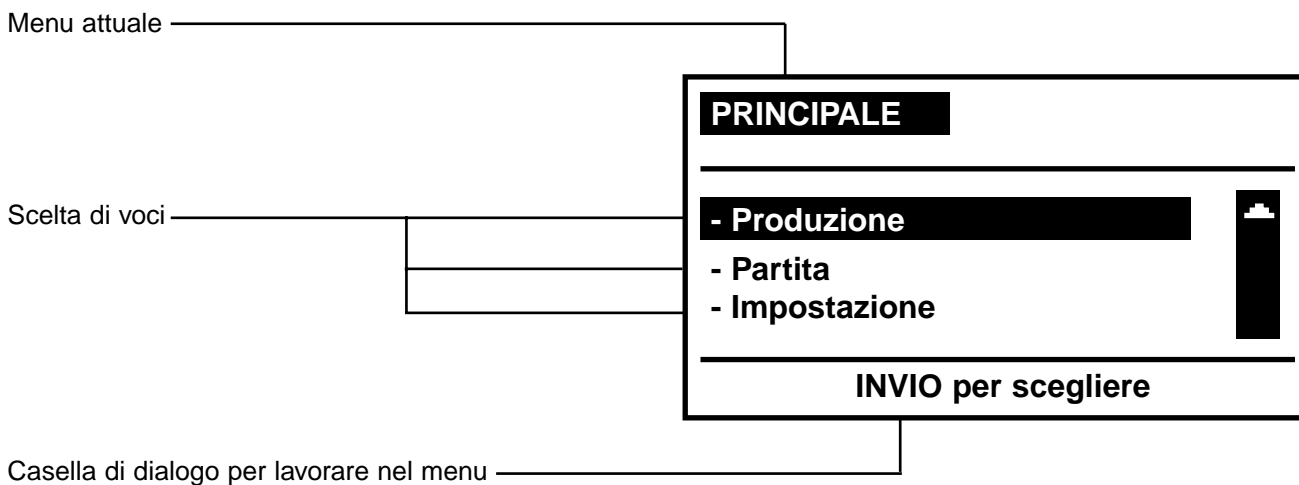 Menu attuale
PRINCIPALE
Scelta di voci
- Produzione
- Partita
- Impostazione
INVIO per scegliere
Casella di dialogo per lavorare nel menu